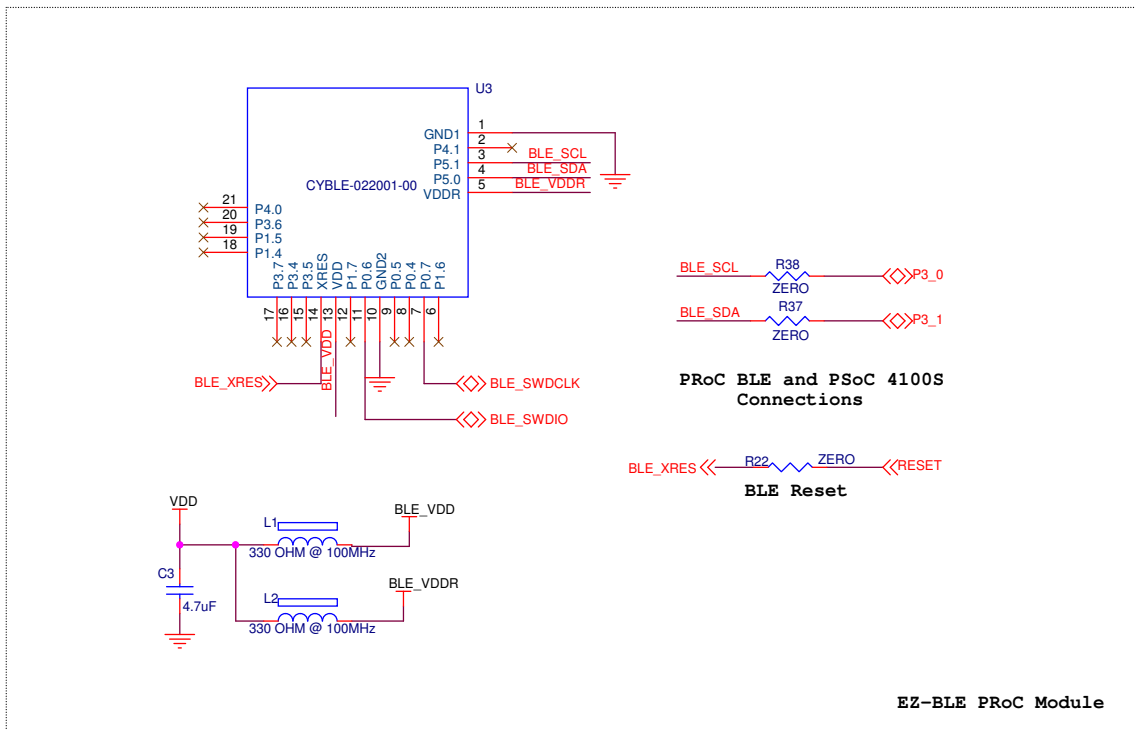 U3
1
GND1
2
P4.1
3
BLE_SCL
P5.1
4
BLE_SDA
P5.0
5
BLE_VDDR
VDDR
CYBLE-022001-00
21
P4.0
20
P3.6
19
P1.5
18
P1.4
P3.7
P3.4
P3.5
XRES
VDD
P1.7
P0.6
GND2
P0.5
P0.4
P0.7
P1.6
17
16
15
14
13
12
11
10
9
8
7
6
BLE_VDD
BLE_XRES
BLE_SWDCLK
BLE_SWDIO
BLE_SCL
R38
ZERO
P3_0
BLE_SDA
R37
ZERO
P3_1
PRoC BLE and PSoC 4100S
Connections
BLE_XRES
R22
ZERO
RESET
BLE Reset
VDD
L1
330 OHM @ 100MHz
BLE_VDD
C3
4.7uF
L2
330 OHM @ 100MHz
BLE_VDDR
EZ-BLE PRoC Module